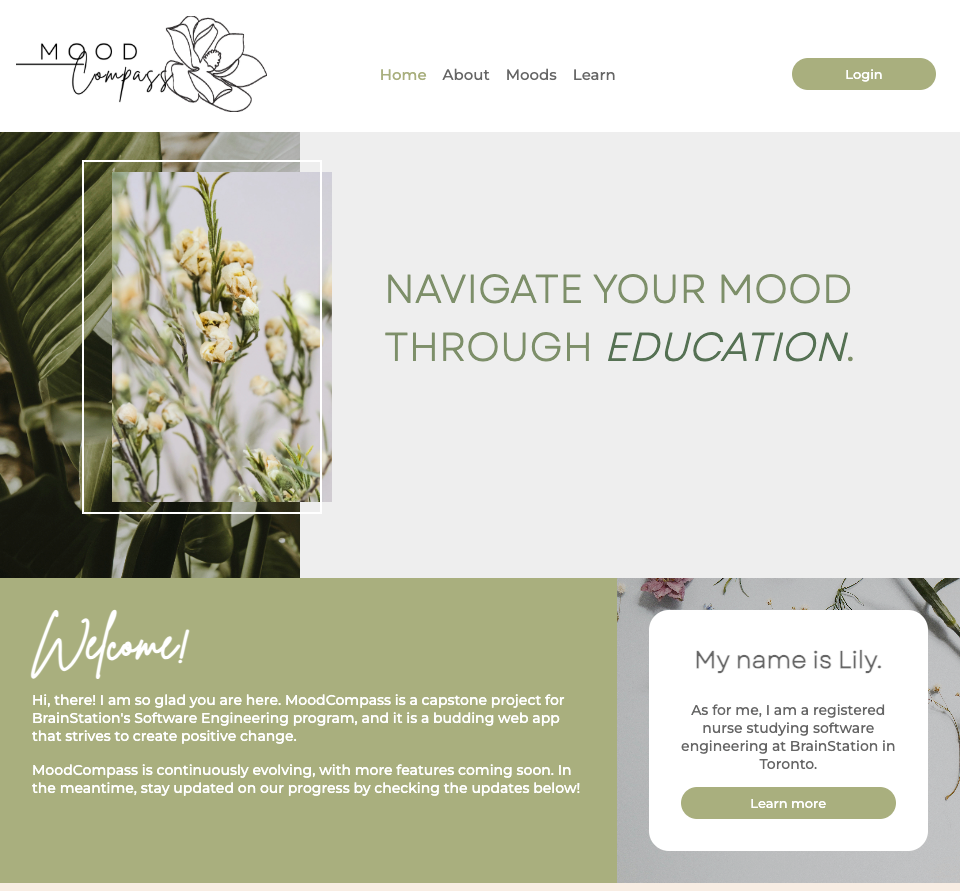 MOOD
Compass
Home About Moods Learn
Login
NAVIGATE YOUR MOOD
THROUGH EDUCATION.
Welcome!
Hi, there! I am so glad you are here. MoodCompass is a capstone project for
BrainStation's Software Engineering program, and it is a budding web app
that strives to create positive change.
MoodCompass is continuously evolving, with more features coming soon. In
the meantime, stay updated on our progress by checking the updates below!
My name is Lily.
As for me, I am a registered
nurse studying software
engineering at BrainStation in
Toronto.
Learn more